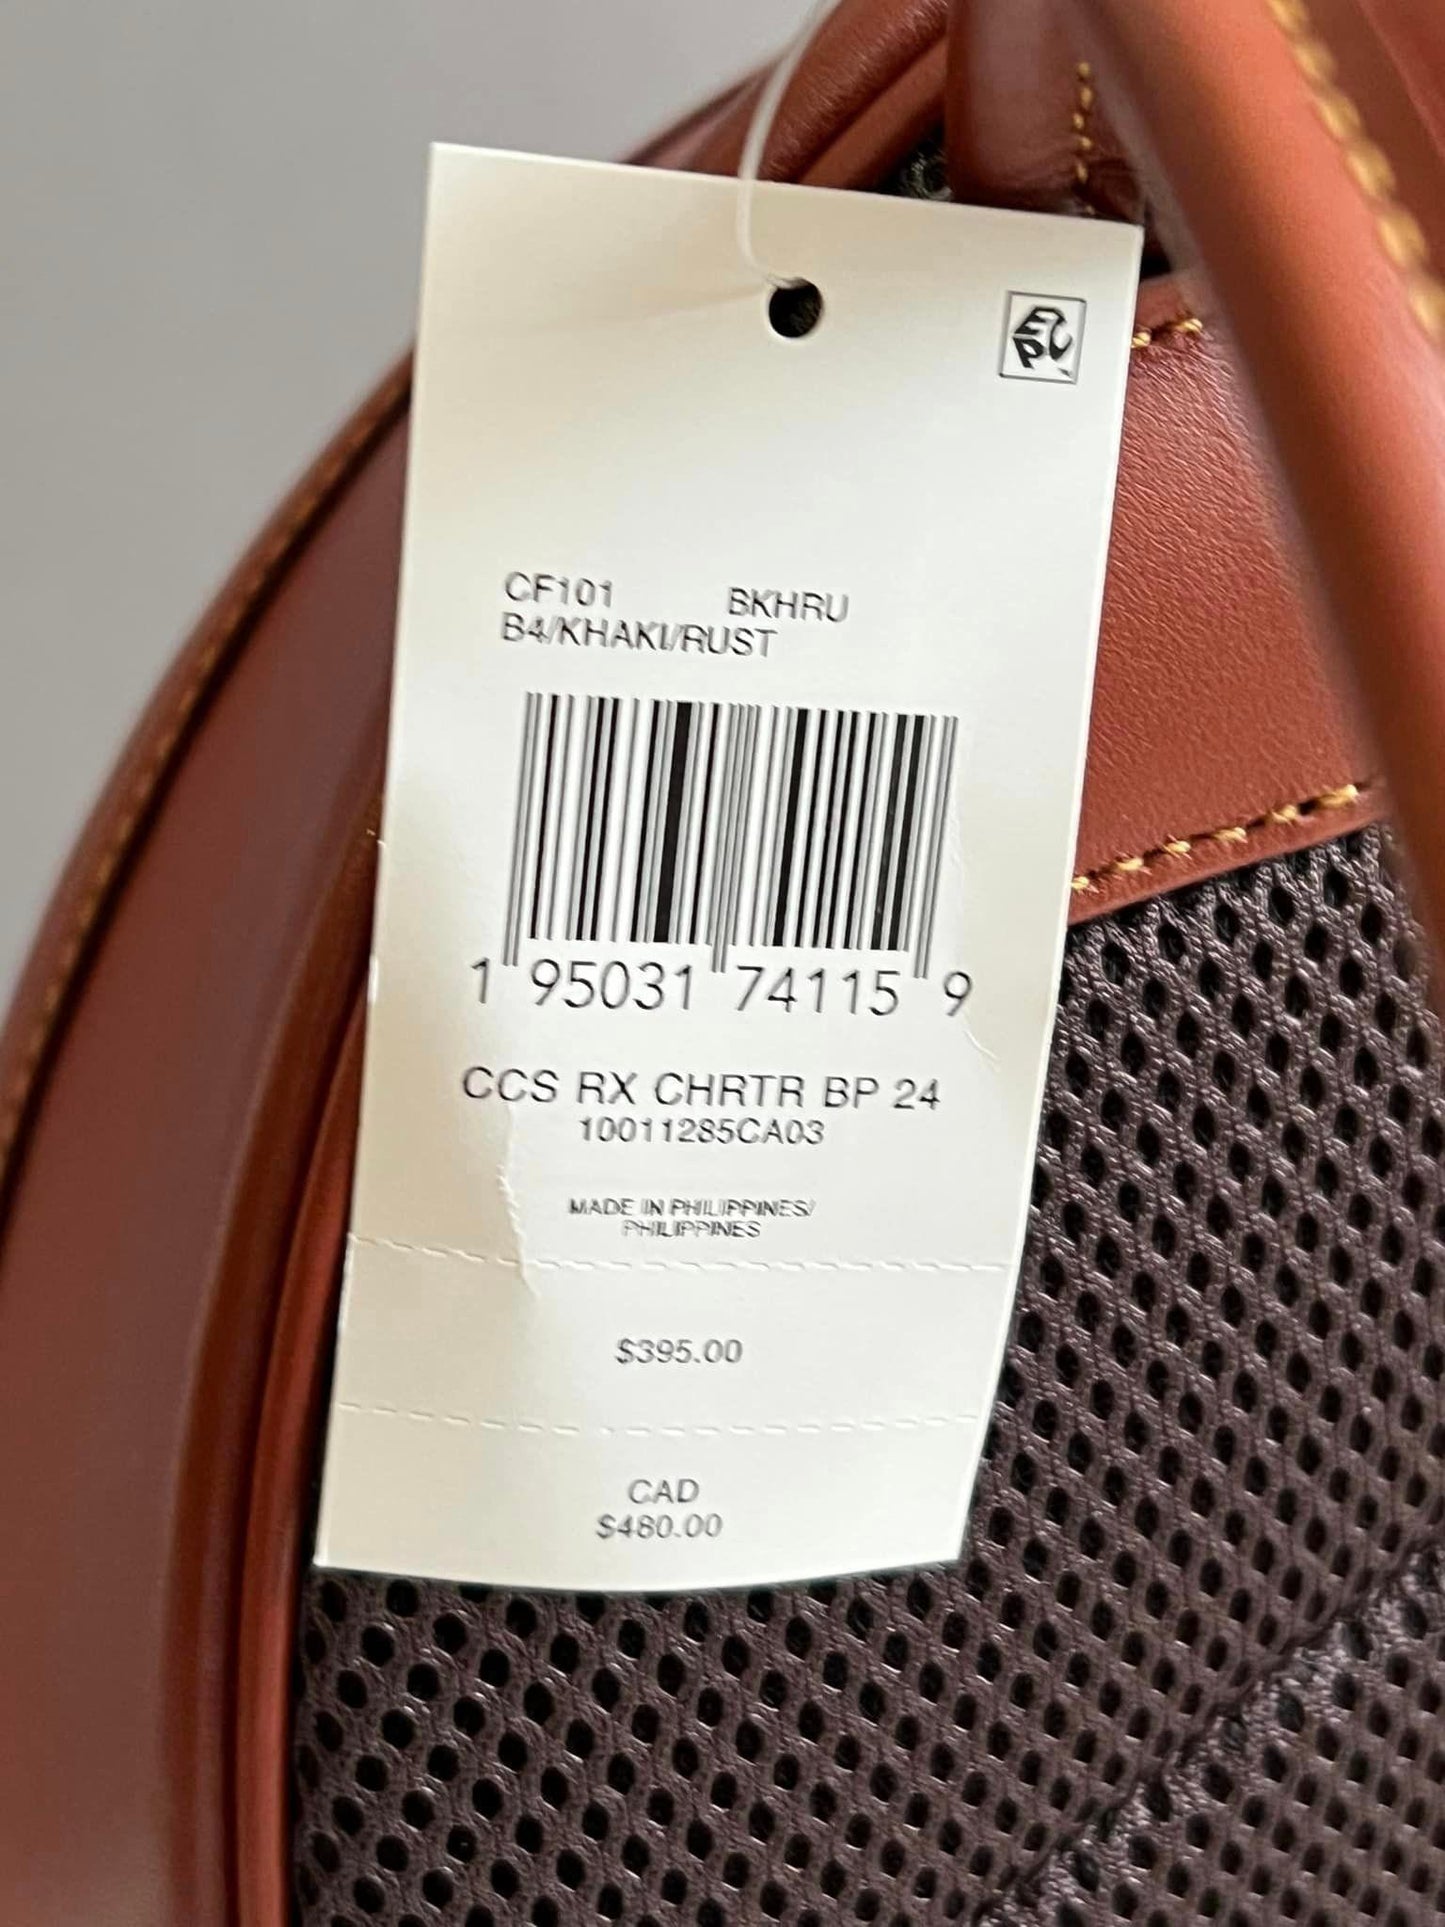 EPC
CF101 BKHRU
B4/KHAKI/RUST
1 95031 74115 9
CCS RX CHRTR BP 24
10011285CA03
MADE IN PHILIPPINES/
PHILIPPINES
$395.00
CAD
$480.00